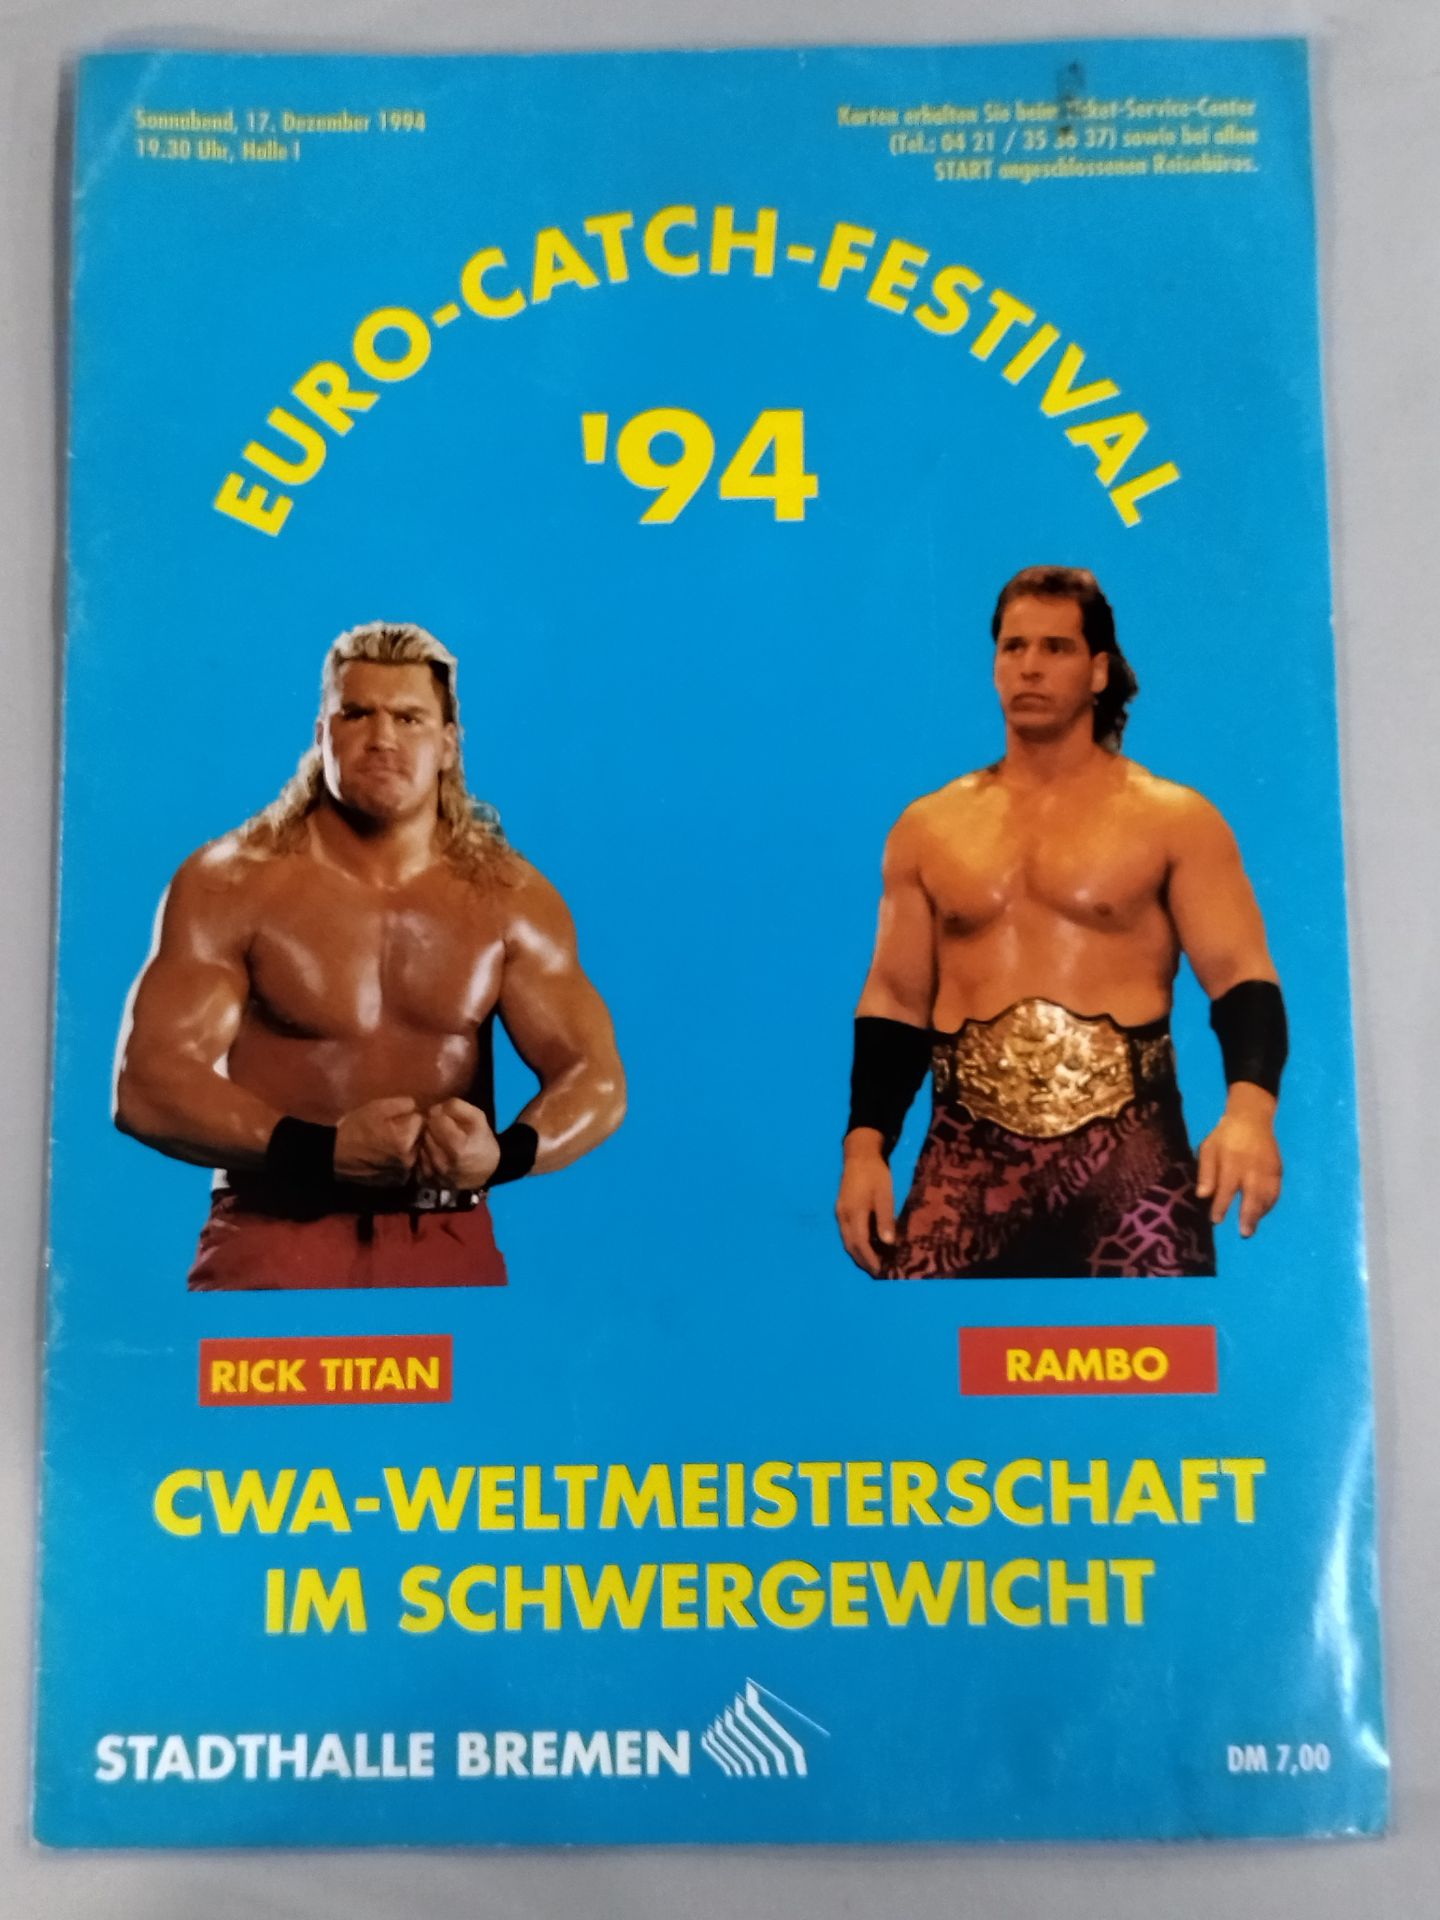 Sonnabend, 17. Dezember 1994
19.30 Uhr, Halle I
Karten erhalten Sie beim Ticket-Service-Center
(Tel.: 04 21 / 35 36 37) sowie bei allen
START angeschlossenen Reisebüros.
EURO-CATCH-FESTIVAL
'94
RICK TITAN
RAMBO
CWA-WELTMEISTERSCHAFT
IM SCHWERGEWICHT
STADTHALLE BREMEN
DM 7,00